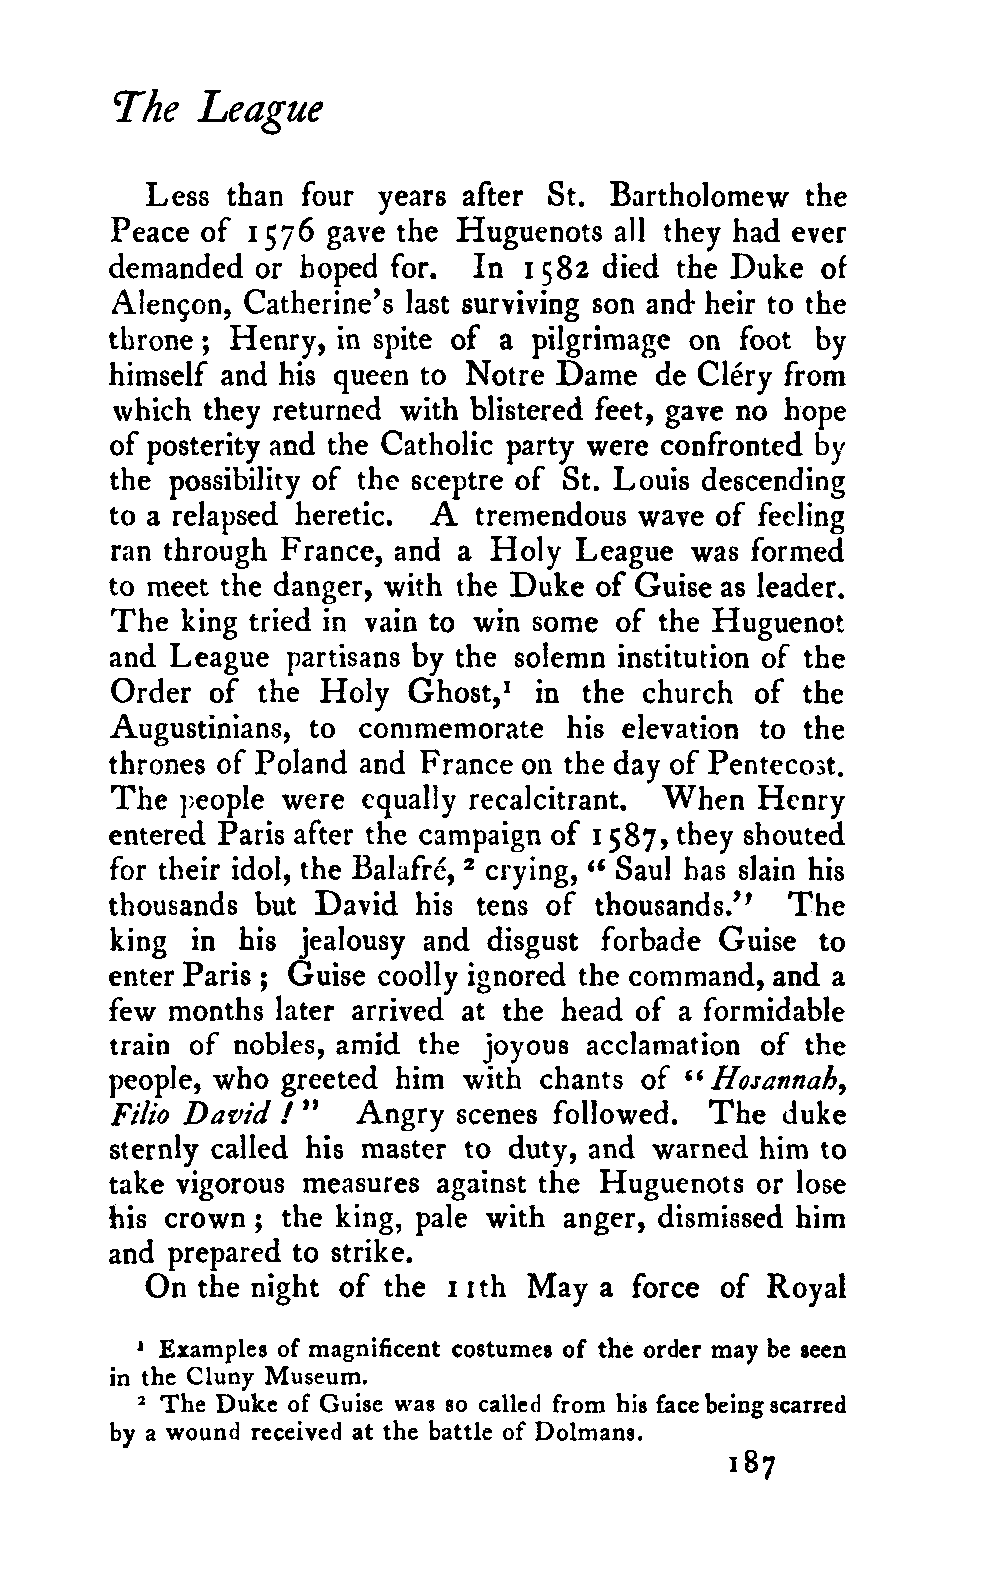 The League
Less than four years after St. Bartholomew the
Peace of 1576 gave the Huguenots all they had ever
demanded or hoped for. In 1582 died the Duke of
Alençon, Catherine's last surviving son and heir to the
throne; Henry, in spite of a pilgrimage on foot by
himself and his queen to Notre Dame de Cléry from
which they returned with blistered feet, gave no hope
of posterity and the Catholic party were confronted by
the possibility of the sceptre of St. Louis descending
to a relapsed heretic. A tremendous wave of feeling
ran through France, and a Holy League was formed
to meet the danger, with the Duke of Guise as leader.
The king tried in vain to win some of the Huguenot
and League partisans by the solemn institution of the
Order of the Holy Ghost,¹ in the church of the
Augustinians, to commemorate his elevation to the
thrones of Poland and France on the day of Pentecost.
The people were equally recalcitrant. When Henry
entered Paris after the campaign of 1587, they shouted
for their idol, the Balafré,² crying, "Saul has slain his
thousands but David his tens of thousands." The
king in his jealousy and disgust forbade Guise to
enter Paris; Guise coolly ignored the command, and a
few months later arrived at the head of a formidable
train of nobles, amid the joyous acclamation of the
people, who greeted him with chants of "Hosannah,
Filio David!" Angry scenes followed. The duke
sternly called his master to duty, and warned him to
take vigorous measures against the Huguenots or lose
his crown; the king, pale with anger, dismissed him
and prepared to strike.
On the night of the 11th May a force of Royal
¹ Examples of magnificent costumes of the order may be seen
in the Cluny Museum.
² The Duke of Guise was so called from his face being scarred
by a wound received at the battle of Dolmans.
187